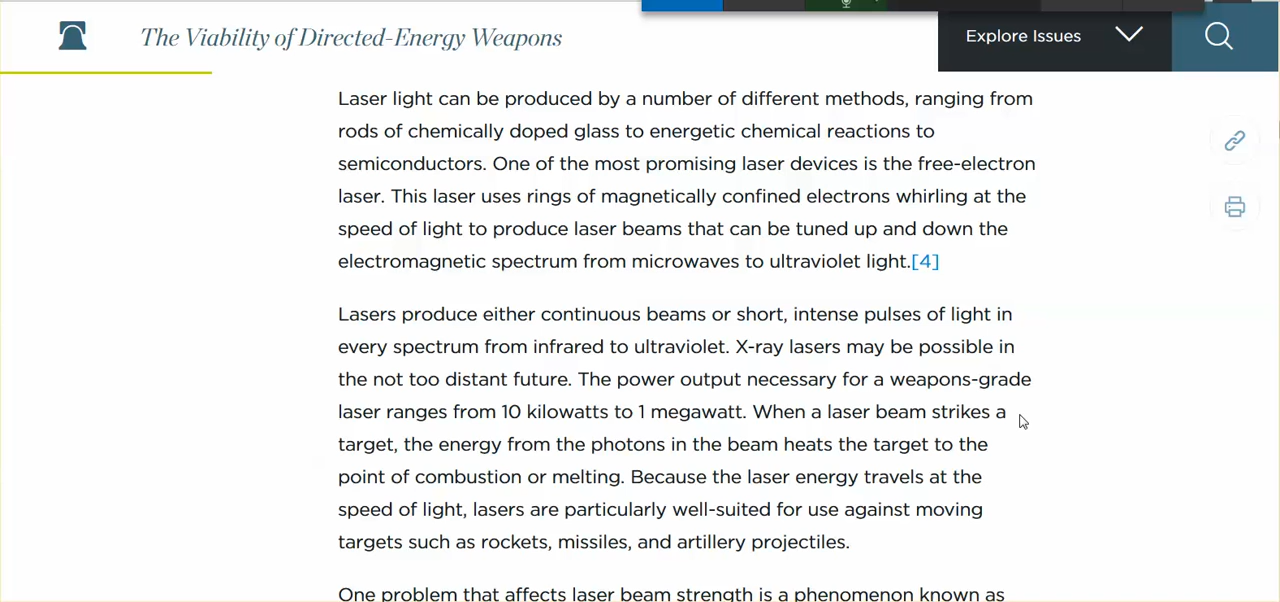 The Viability of Directed-Energy Weapons
Explore Issues
Laser light can be produced by a number of different methods, ranging from
rods of chemically doped glass to energetic chemical reactions to
semiconductors. One of the most promising laser devices is the free-electron
laser. This laser uses rings of magnetically confined electrons whirling at the
speed of light to produce laser beams that can be tuned up and down the
electromagnetic spectrum from microwaves to ultraviolet light.[4]
Lasers produce either continuous beams or short, intense pulses of light in
every spectrum from infrared to ultraviolet. X-ray lasers may be possible in
the not too distant future. The power output necessary for a weapons-grade
laser ranges from 10 kilowatts to 1 megawatt. When a laser beam strikes a
target, the energy from the photons in the beam heats the target to the
point of combustion or melting. Because the laser energy travels at the
speed of light, lasers are particularly well-suited for use against moving
targets such as rockets, missiles, and artillery projectiles.
One problem that affects laser beam strength is a phenomenon known as